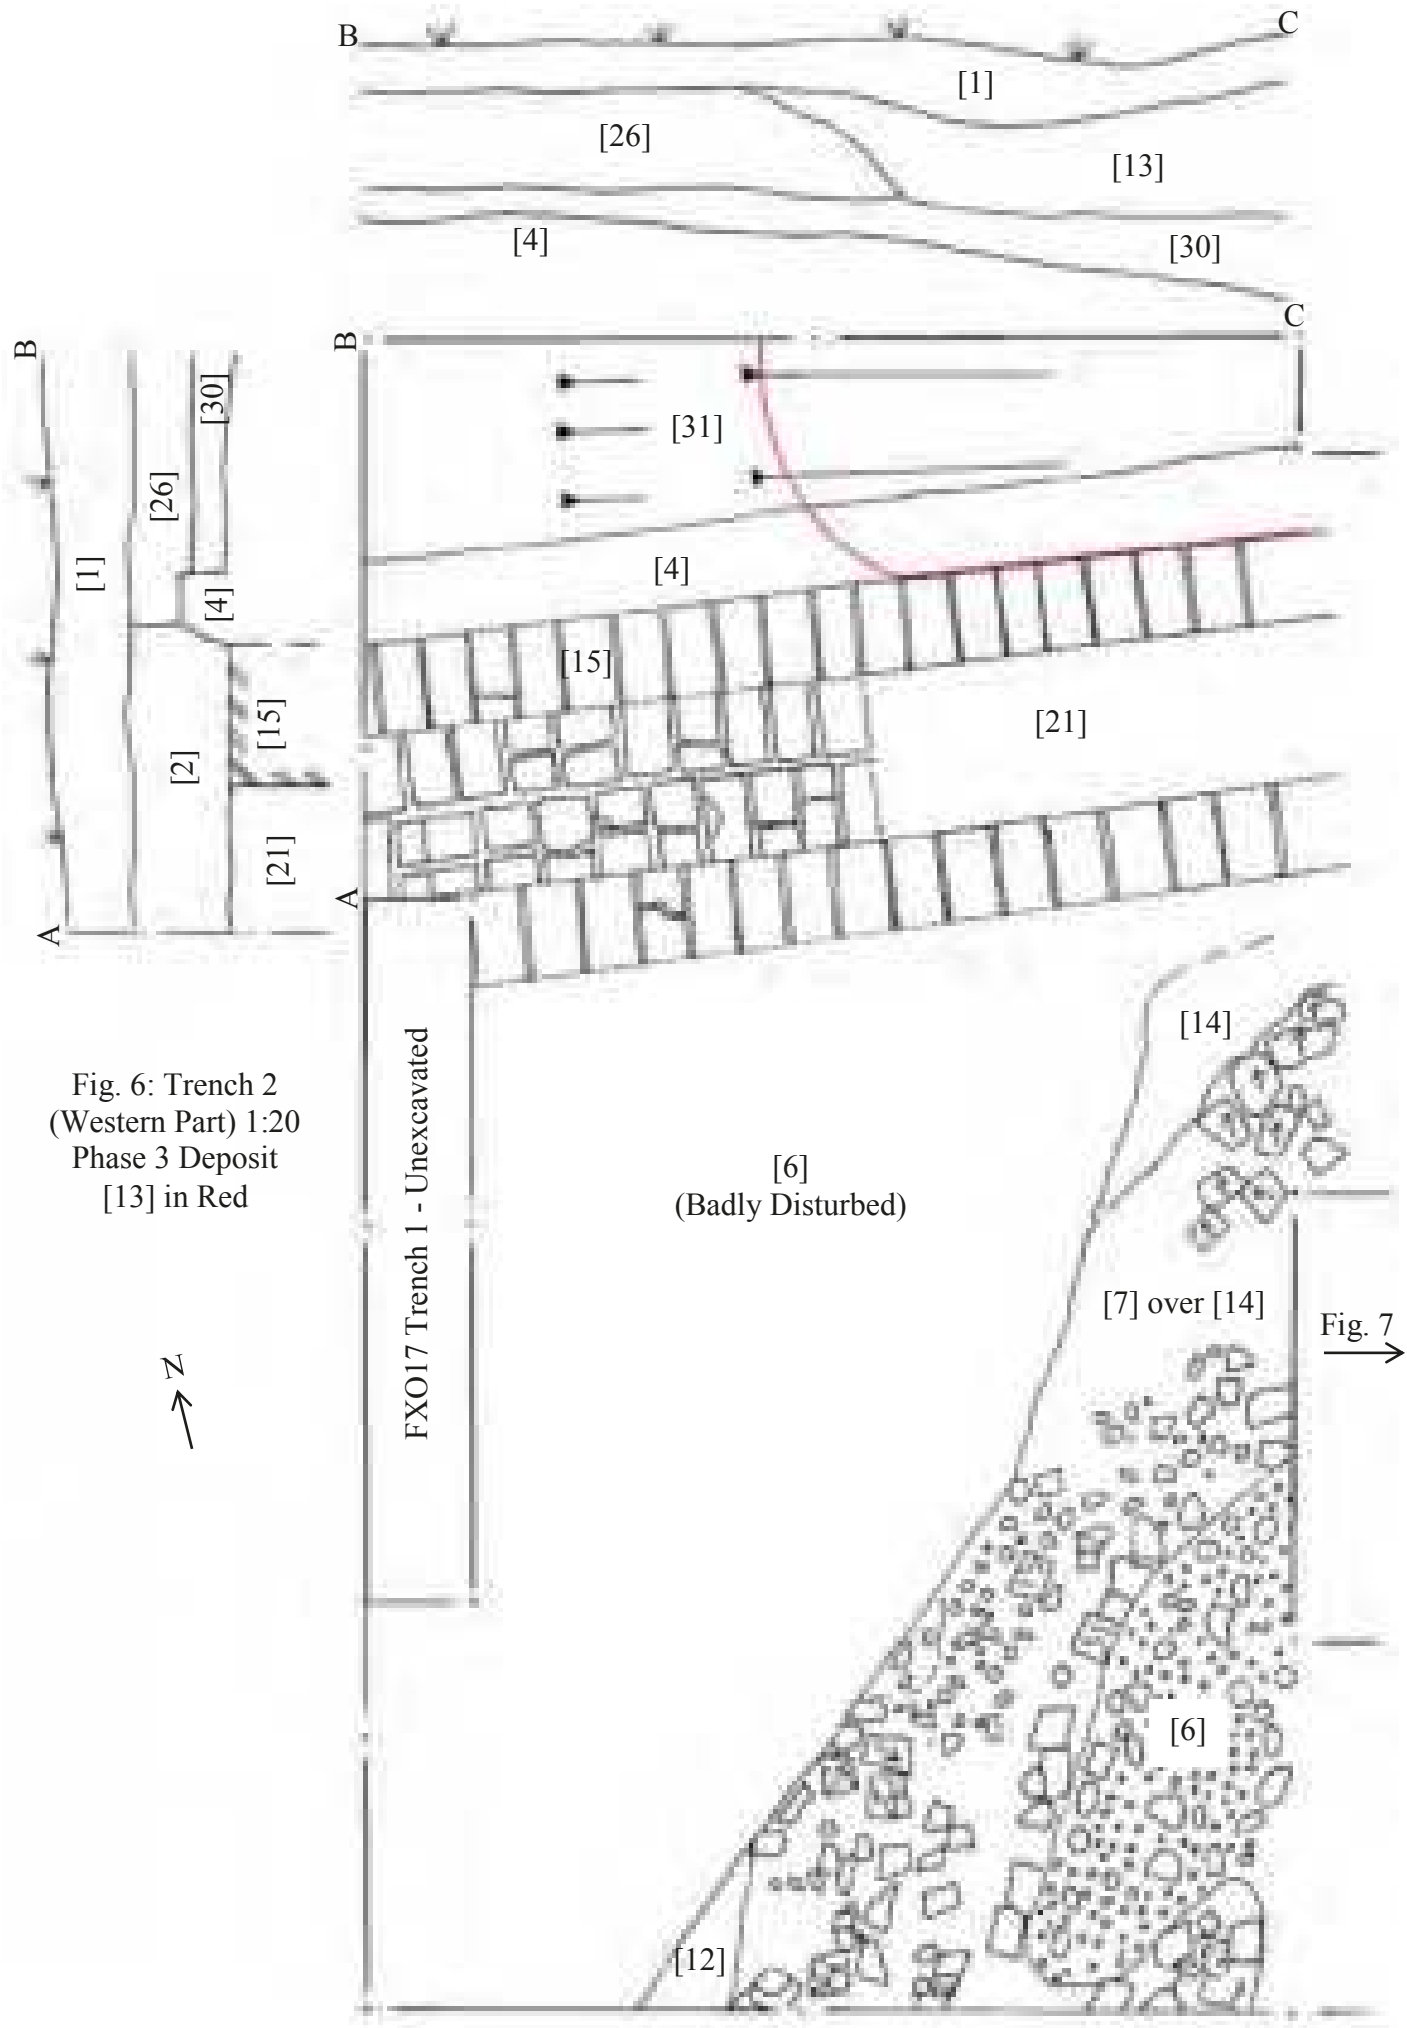 B
C
[1]
[26]
[13]
[4]
[30]
B
B
C
[30]
[26]
[31]
[1]
[4]
[4]
[15]
[15]
[2]
[21]
[21]
A
A
[14]
Fig. 6: Trench 2
(Western Part) 1:20
Phase 3 Deposit
[13] in Red
FXO17 Trench 1 - Unexcavated
[6]
(Badly Disturbed)
[7] over [14]
Fig. 7
N
[6]
[12]